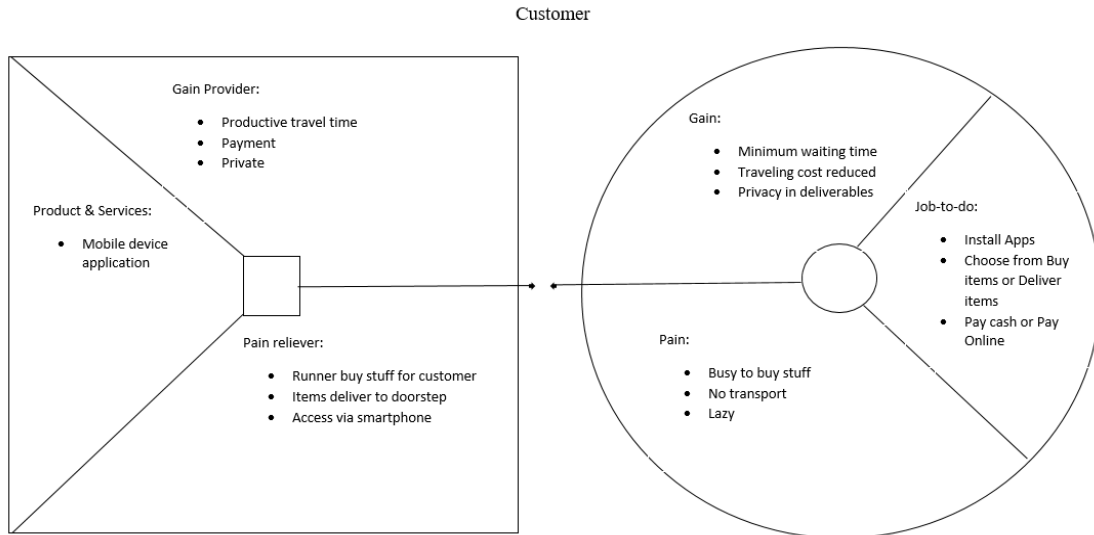 Customer
Gain Provider:
• Productive travel time
• Payment
• Private
Product & Services:
• Mobile device
application
Pain reliever:
• Runner buy stuff for customer
• Items deliver to doorstep
• Access via smartphone
Gain:
• Minimum waiting time
• Traveling cost reduced
• Privacy in deliverables
Job-to-do:
• Install Apps
• Choose from Buy
items or Deliver
items
• Pay cash or Pay
Online
Pain:
• Busy to buy stuff
• No transport
• Lazy